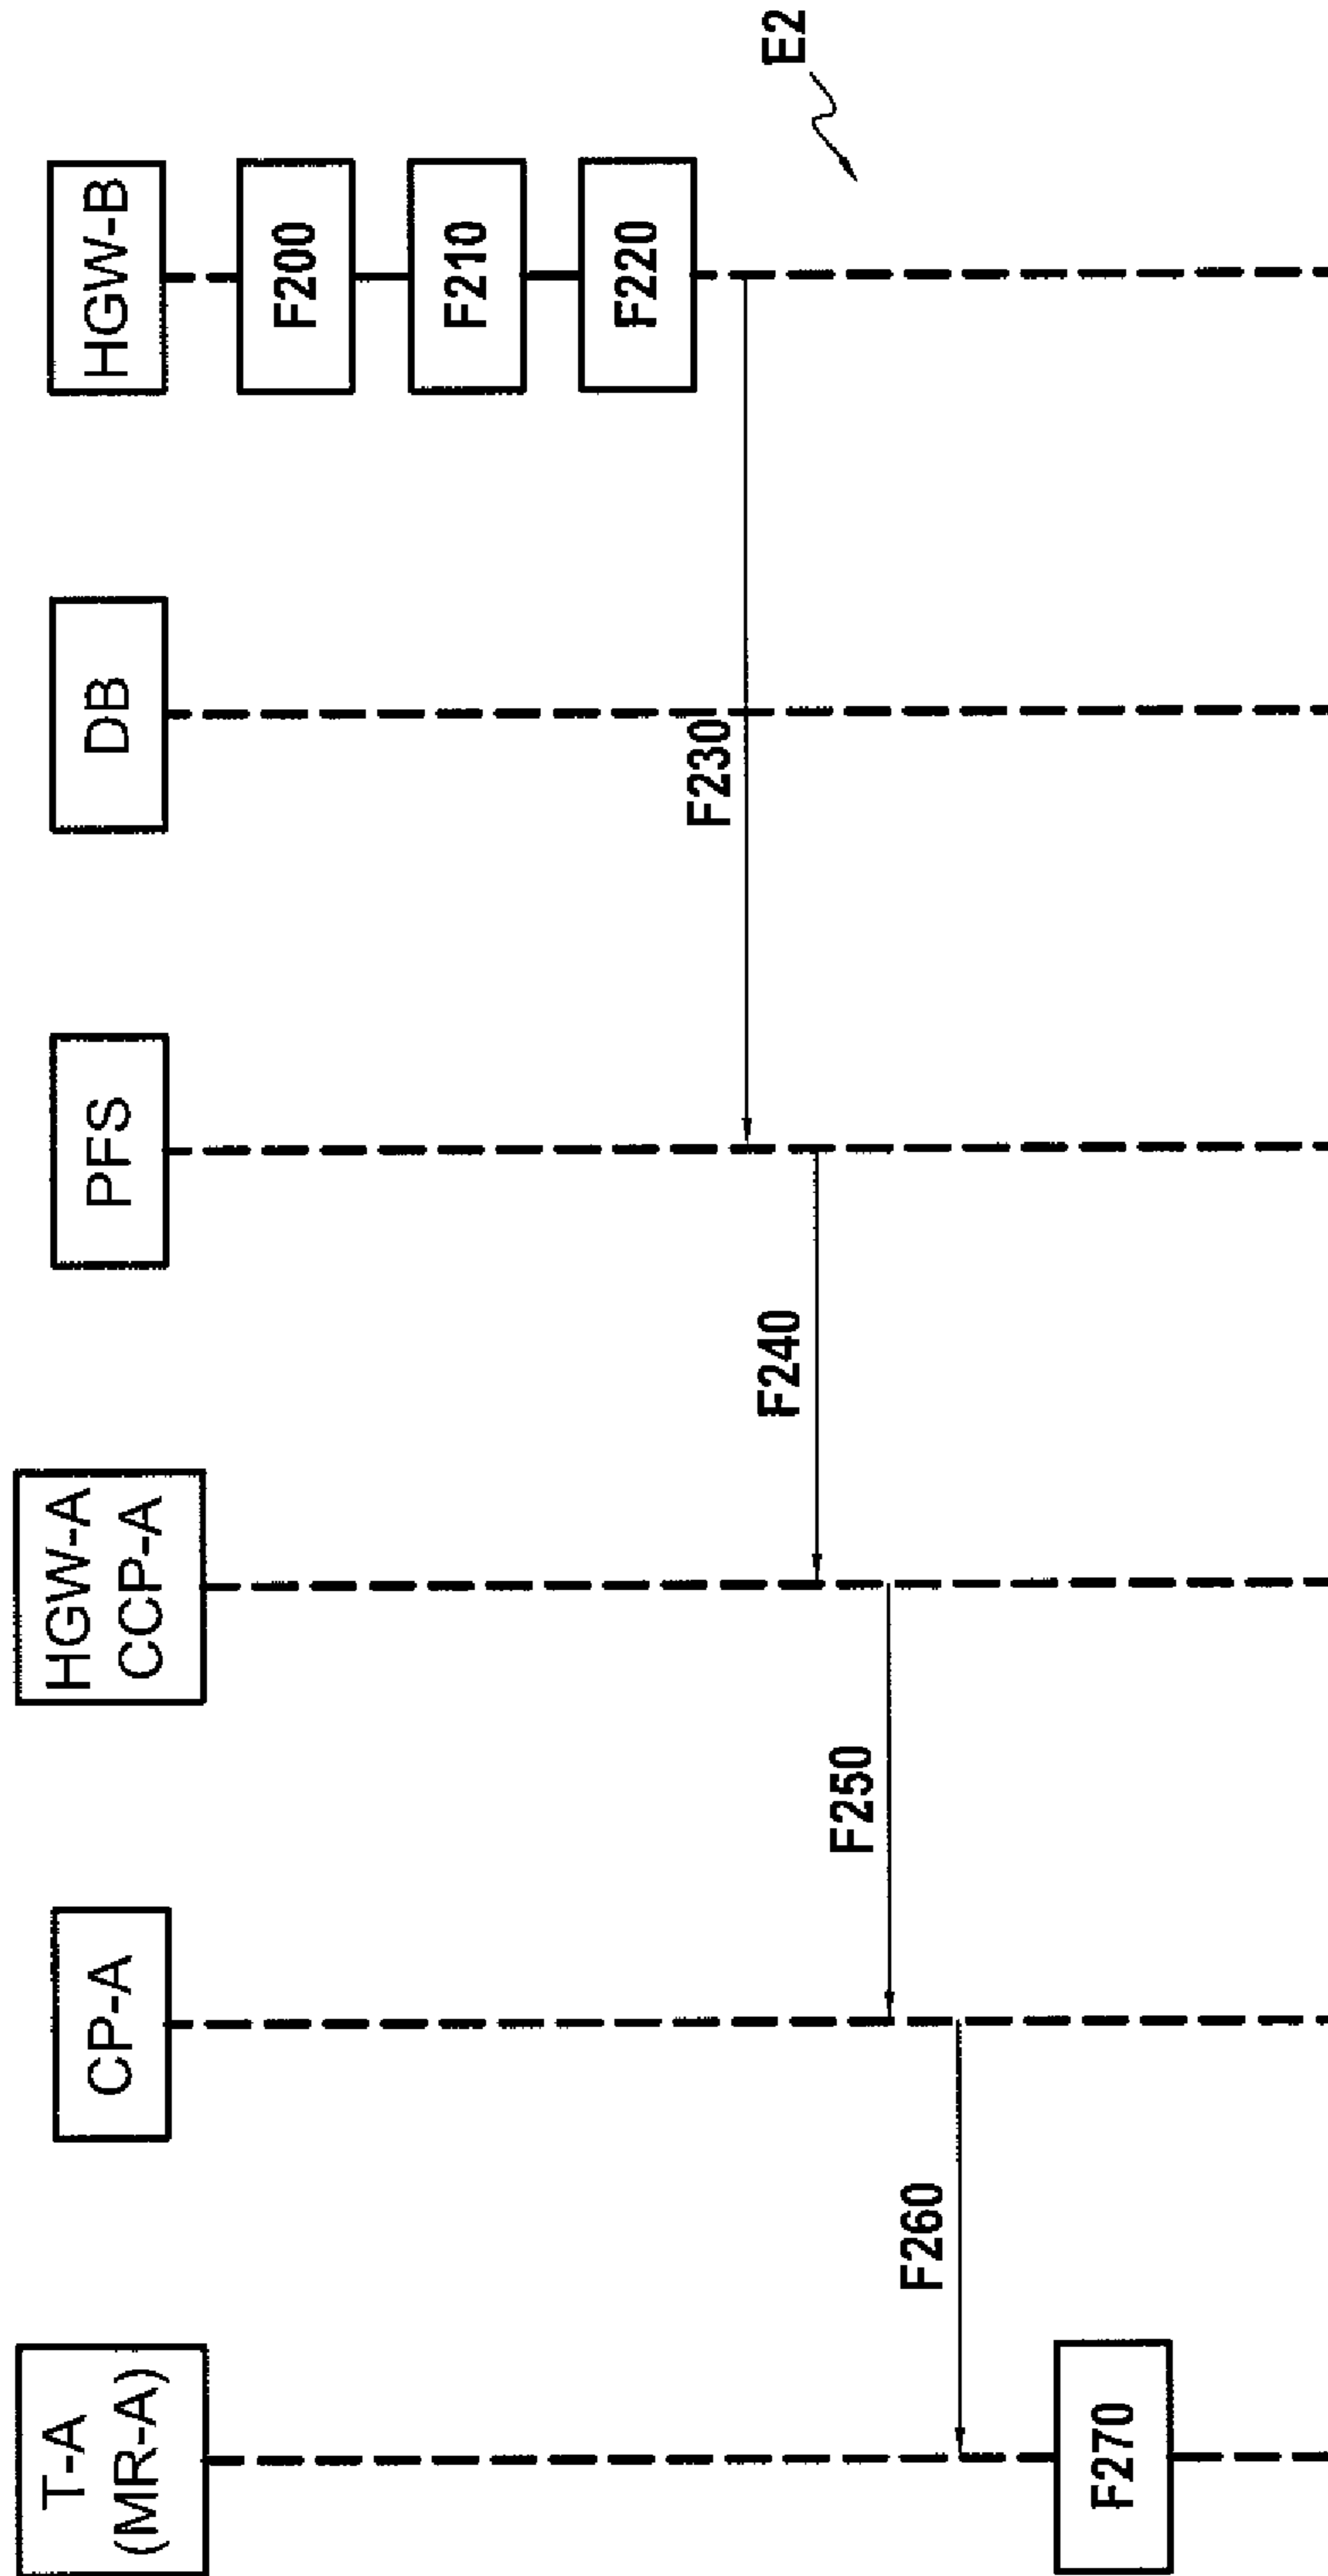 T-A
(MR-A)
CP-A
HGW-A
CCP-A
PFS
DB
HGW-B
F200
F210
F220
F230
F240
F250
F260
F270
E2